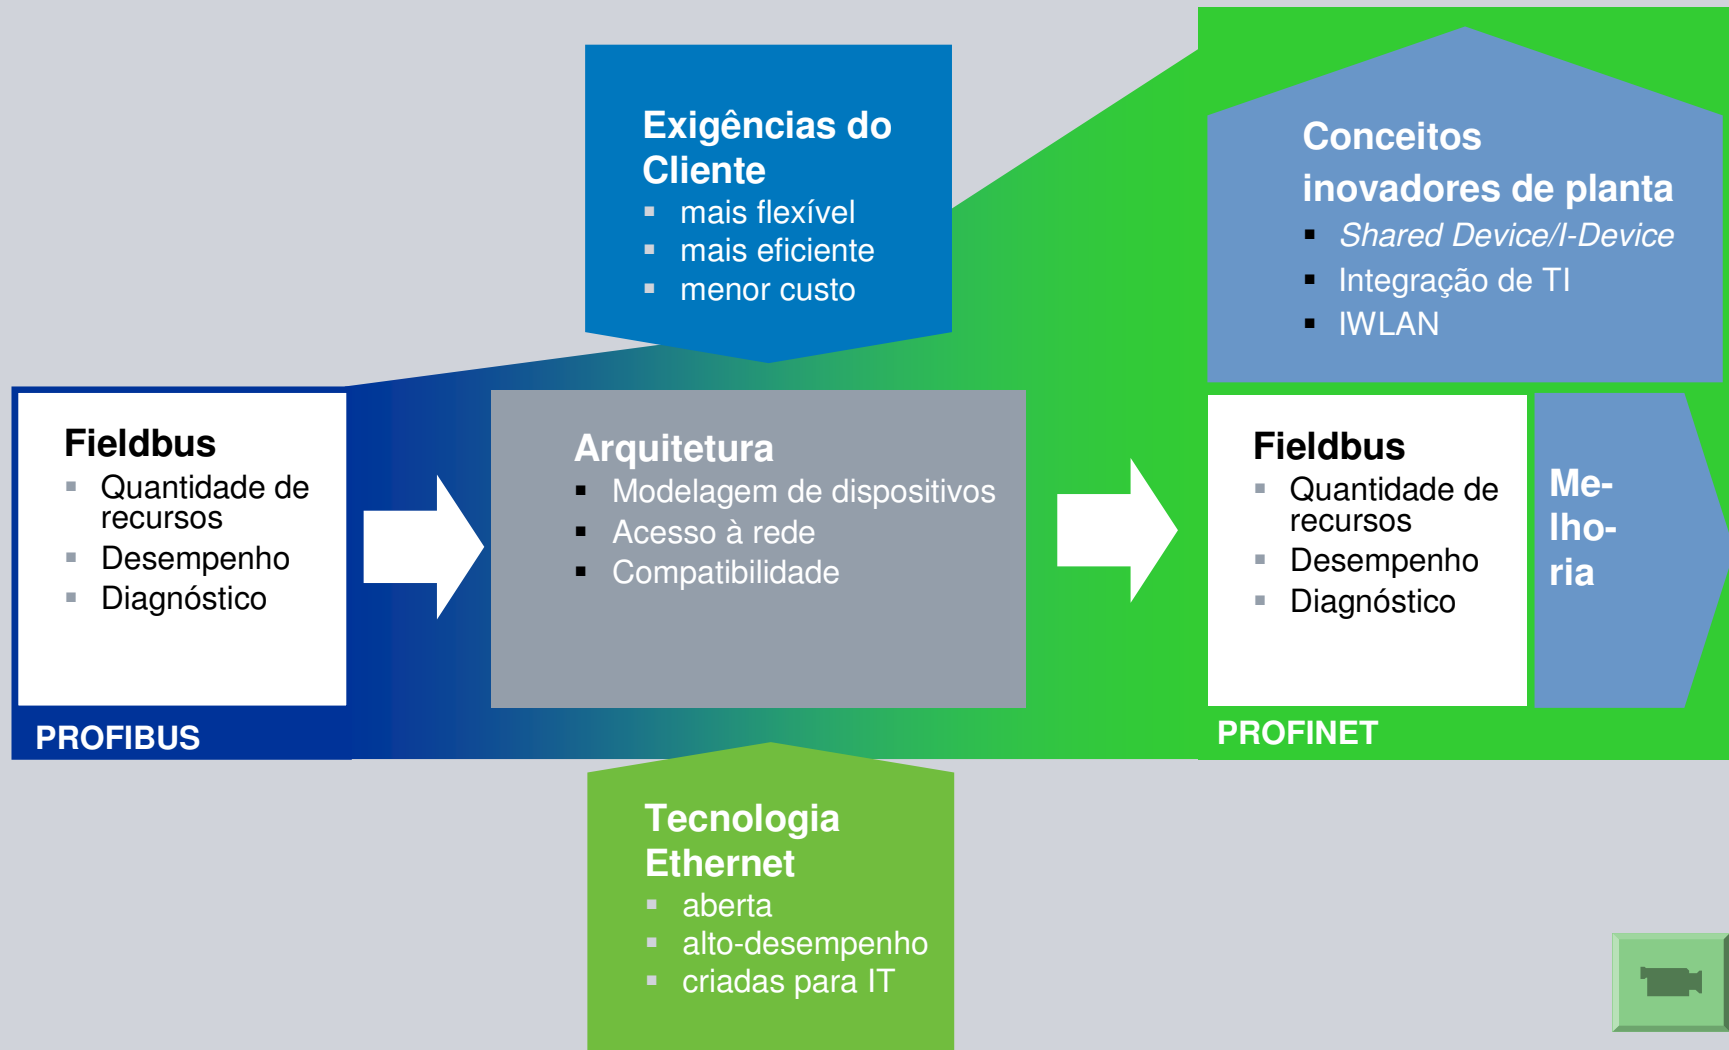 Exigências do
Cliente
mais flexível
mais eficiente
menor custo
Conceitos
inovadores de planta
Shared Device/I-Device
Integração de TI
IWLAN
Fieldbus
Quantidade de
recursos
Desempenho
Diagnóstico
PROFIBUS
Arquitetura
Modelagem de dispositivos
Acesso à rede
Compatibilidade
Fieldbus
Quantidade de
recursos
Desempenho
Diagnóstico
PROFINET
Me-
lho-
ria
Tecnologia
Ethernet
aberta
alto-desempenho
criadas para IT